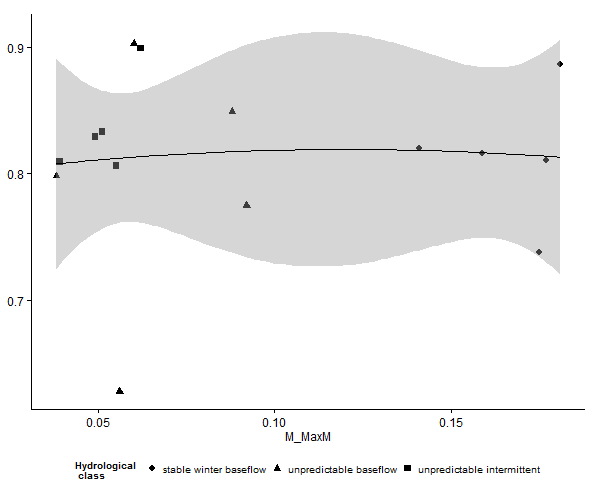 0.9
0.8
0.7
0.05 0.10 0.15
M_MaxM
Hydrological
class
stable winter baseflow unpredictable baseflow unpredictable intermittent